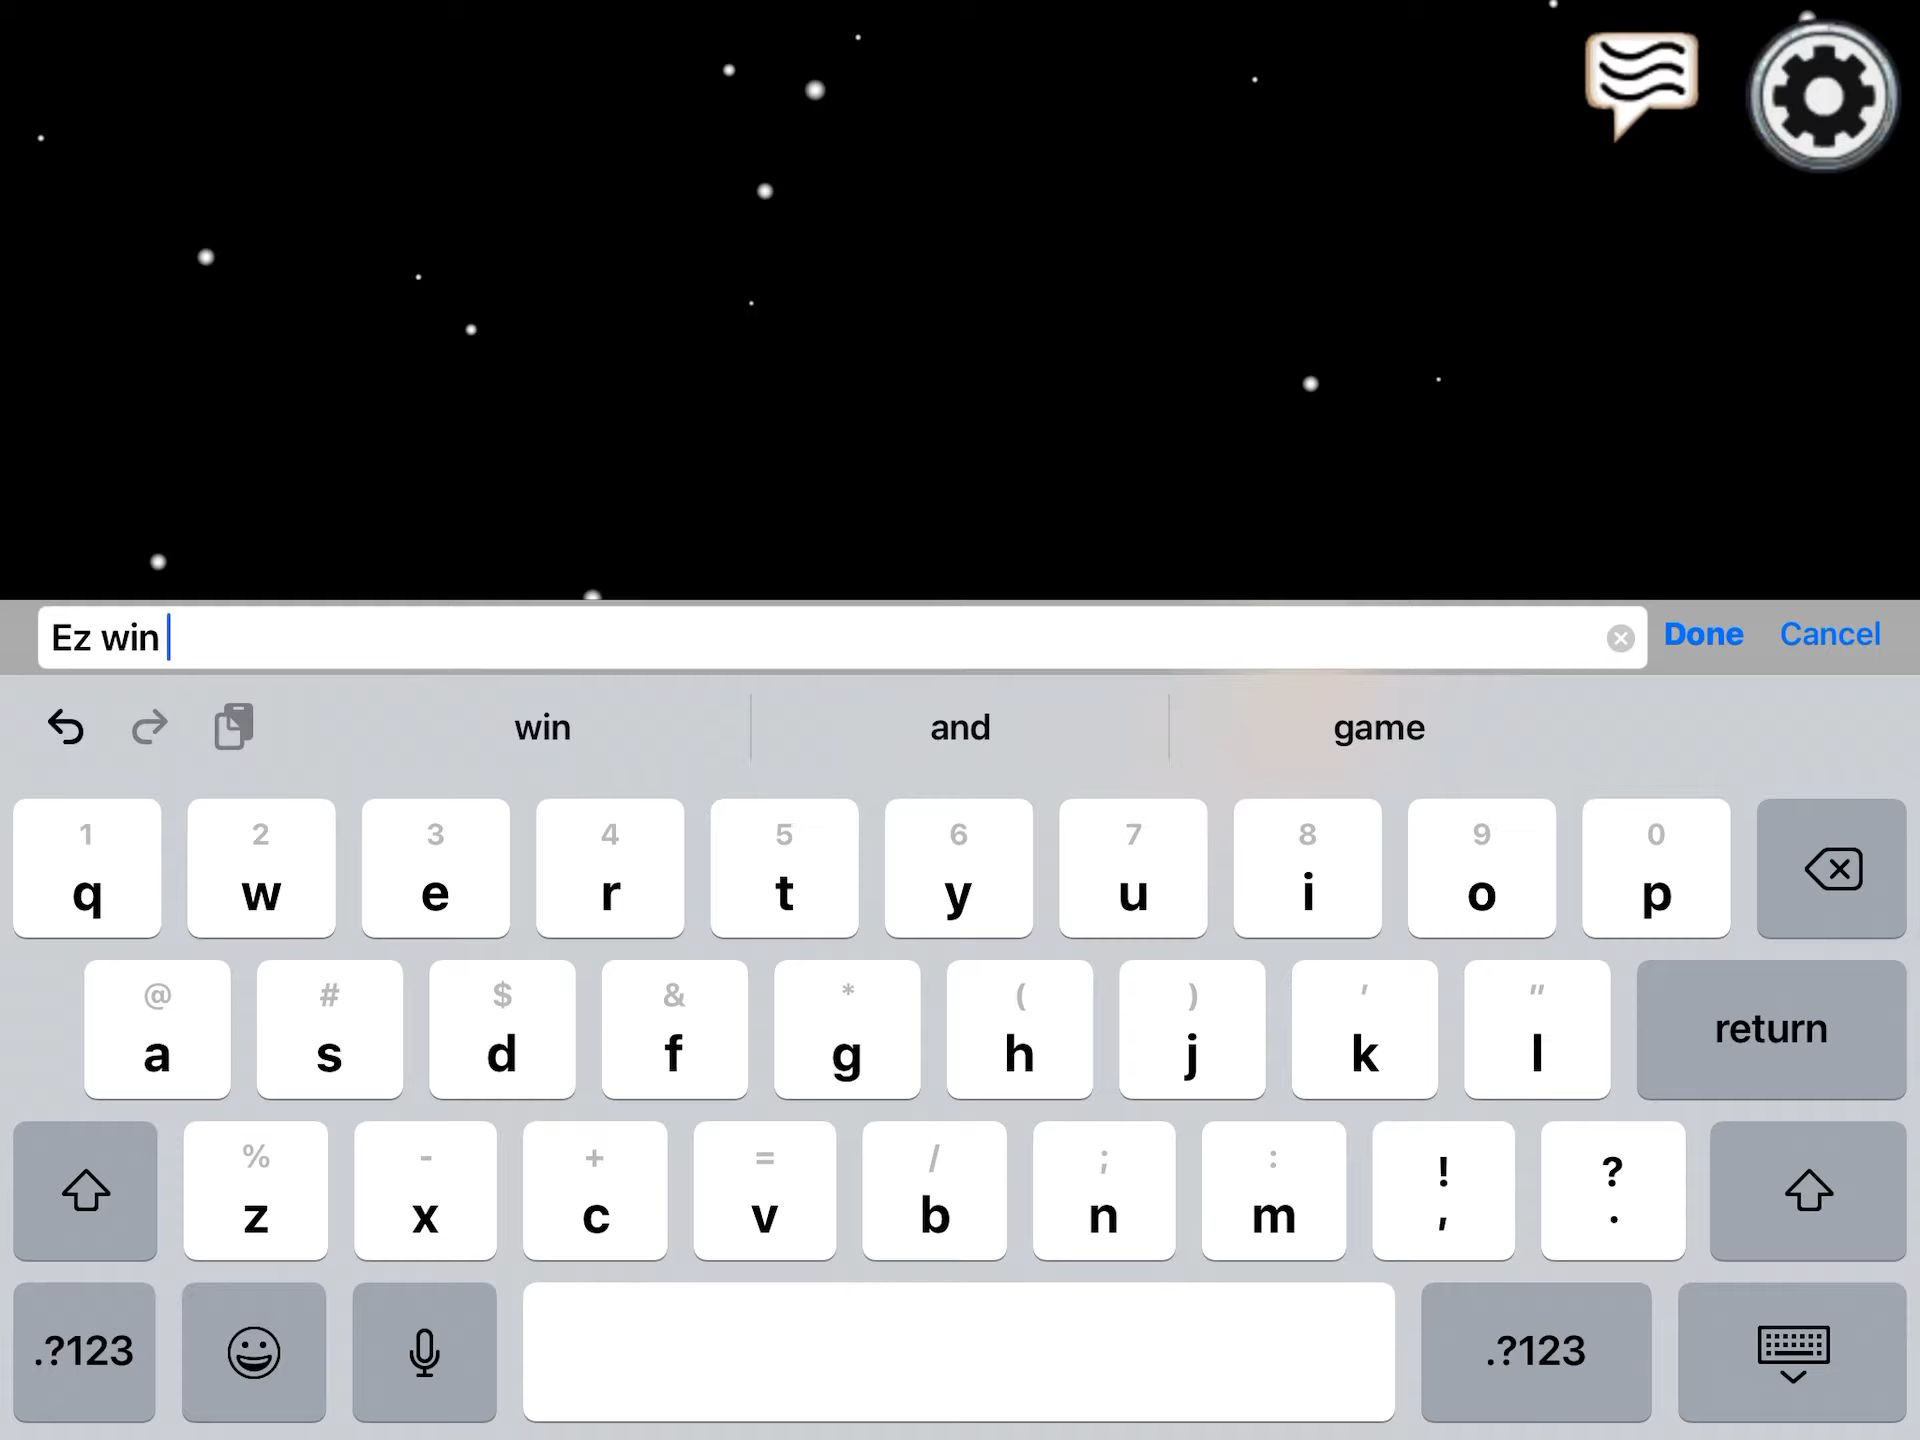 Ez win
Done Cancel
win and game
1 2 3 4 5 6 7 8 9 0
q w e r t y u i o p
@ # $ & * ( ) ' "
a s d f g h j k l return
% - + = / ; : ! ?
z x c v b n m , .
.?123 .?123